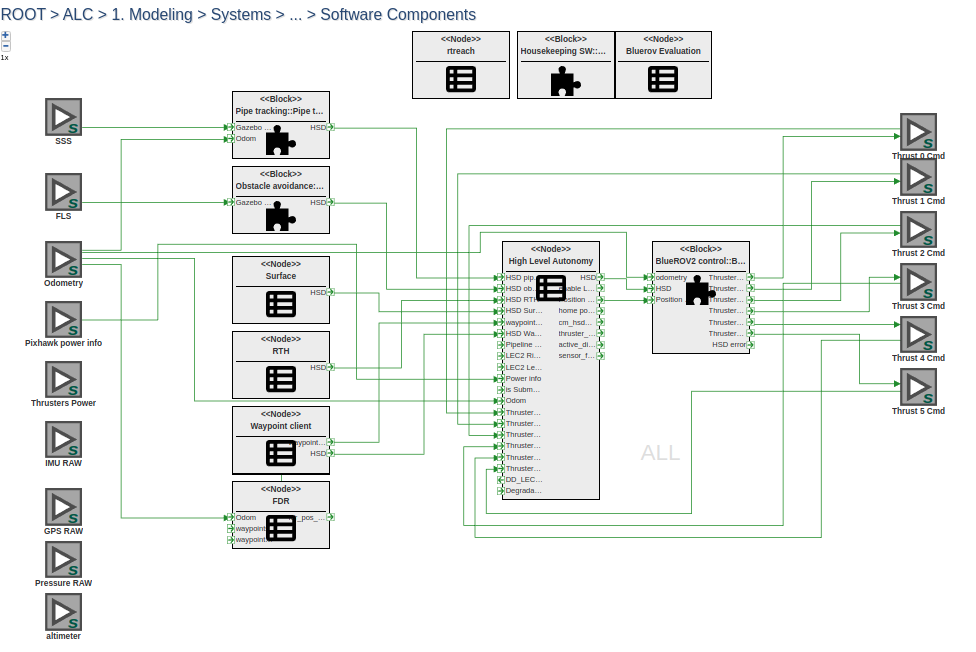 ROOT > ALC > 1. Modeling > Systems > ... > Software Components
1x
<<Node>>
rtreach
<<Block>>
Housekeeping SW::...
<<Node>>
Bluerov Evaluation
SSS
FLS
Odometry
Pixhawk power info
Thrusters Power
IMU RAW
GPS RAW
Pressure RAW
altimeter
<<Block>>
Pipe tracking::Pipe t...
Gazebo ...
HSD
Odom
<<Block>>
Obstacle avoidance:...
Gazebo ...
HSD
<<Node>>
Surface
HSD
<<Node>>
RTH
HSD
<<Node>>
Waypoint client
waypoint...
HSD
<<Node>>
FDR
Odom
_pos_...
waypoint
waypoint...
<<Node>>
High Level Autonomy
HSD pip...
HSD
HSD ob...
enable L...
HSD RTH
position ...
HSD Sur...
home po...
waypoint...
cm_hsd...
HSD Wa...
thruster_...
Pipeline ...
active_di...
LEC2 Ri...
sensor_f...
LEC2 Le...
Power info
is Subm...
Odom
Thruster...
Thruster...
Thruster...
Thruster...
Thruster...
Thruster...
DD_LEC...
Degrada...
<<Block>>
BlueROV2 control::B...
odometry
Thruster...
HSD
Thruster...
Position
Thruster...
Thruster...
Thruster...
Thruster...
HSD error
ALL
Thrust 0 Cmd
Thrust 1 Cmd
Thrust 2 Cmd
Thrust 3 Cmd
Thrust 4 Cmd
Thrust 5 Cmd